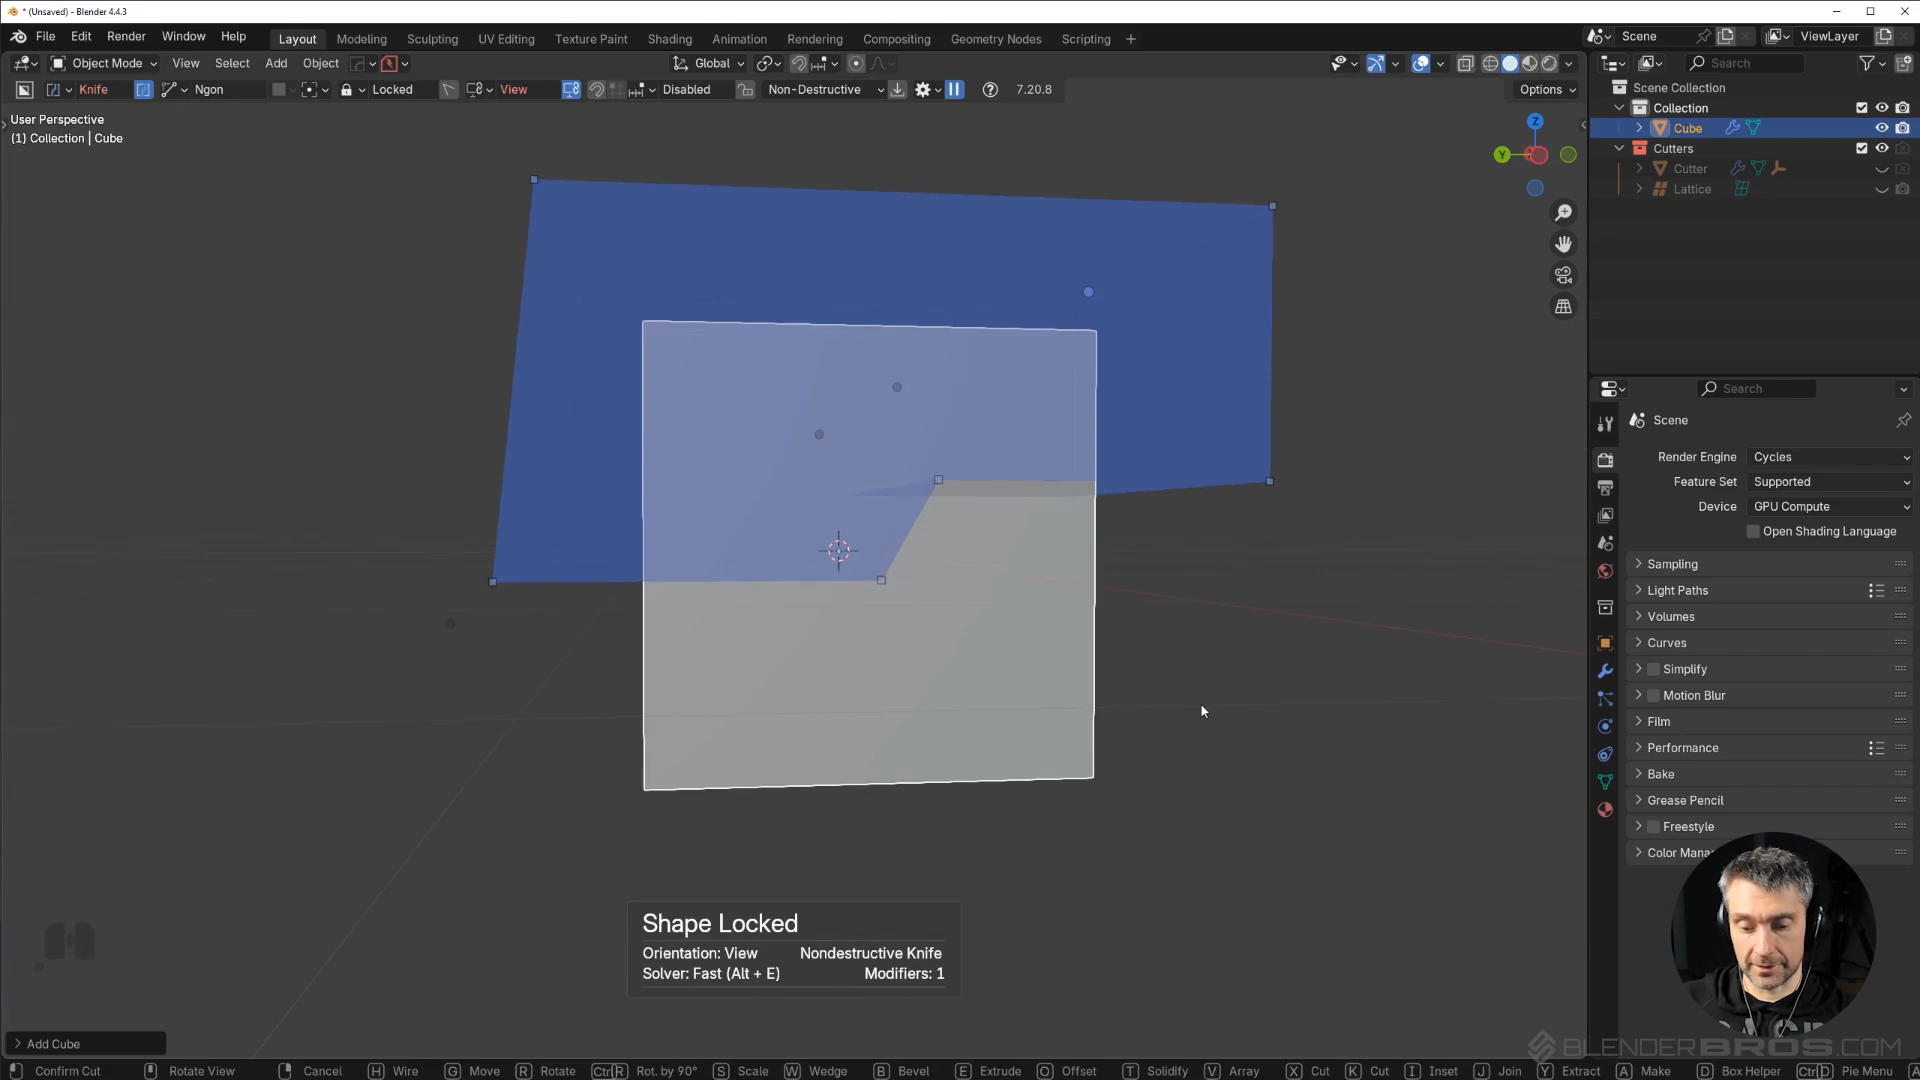 * (Unsaved) - Blender 4.4.3
File Edit Render Window Help Layout Modeling Sculpting UV Editing Texture Paint Shading Animation Rendering Compositing Geometry Nodes Scripting + Scene ViewLayer
Object Mode View Select Add Object Global Search
Knife Ngon Locked View Disabled Non-Destructive 7.20.8 Options
Scene Collection
Collection
Cube
Cutters
Cutter
Lattice
User Perspective
(1) Collection | Cube
Z
Y
Search
Scene
Render Engine Cycles
Feature Set Supported
Device GPU Compute
Open Shading Language
Sampling
Light Paths
Volumes
Curves
Simplify
Motion Blur
Film
Performance
Bake
Grease Pencil
Freestyle
Color Mana
Shape Locked
Orientation: View Nondestructive Knife
Solver: Fast (Alt + E) Modifiers: 1
Add Cube
BLENDERBROS.COM
Confirm Cut Rotate View Cancel H Wire G Move R Rotate Ctrl R Rot. by 90° S Scale W Wedge B Bevel E Extrude O Offset T Solidify V Array X Cut K Cut I Inset J Join Y Extract A Make D Box Helper Ctrl D Pie Menu